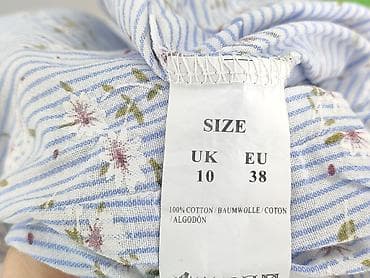 SIZE
UK EU
10 38
100% COTTON/BAUMWOLLE/COTON
/ALGODÓN